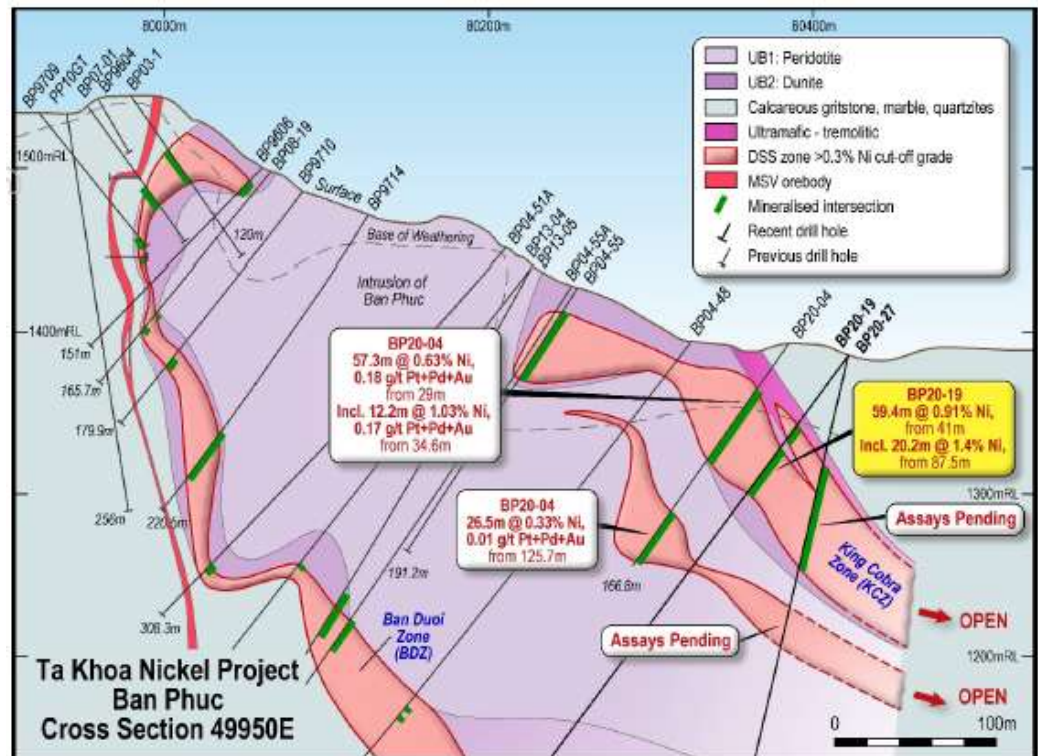 80000m
80200m
80400m
BP9709
PP10GT
BP07-01
BP9604
BP03-1
BP9606
BP08-19
BP9710
Surface
BP9714
Base of Weathering
Intrusion of
Ban Phuc
BP04-51A
BP13-04
BP13-05
BP04-55A
BP04-S5
BP04-48
BP20-04
BP20-19
BP20-27
UB1: Peridotite
UB2: Dunite
Calcareous gritstone, marble, quartzites
Ultramafic - tremolitic
DSS zone >0.3% Ni cut-off grade
MSV orebody
Mineralised intersection
Recent drill hole
Previous drill hole
1500mRL
1400mRL
1300mRL
1200mRL
120m
151m
165.7m
179.9m
256m
220.5m
306.3m
191.2m
166.8m
BP20-04
57.3m @ 0.63% Ni,
0.18 g/t Pt+Pd+Au
from 29m
Incl. 12.2m @ 1.03% Ni,
0.17 g/t Pt+Pd+Au
from 34.6m
BP20-04
26.5m @ 0.33% Ni,
0.01 g/t Pt+Pd+Au
from 125.7m
BP20-19
59.4m @ 0.91% Ni,
from 41m
Incl. 20.2m @ 1.4% Ni,
from 87.5m
Assays Pending
Assays Pending
King Cobra
Zone (KCZ)
OPEN
OPEN
Ban Duoi
Zone
(BDZ)
Ta Khoa Nickel Project
Ban Phuc
Cross Section 49950E
0
100m